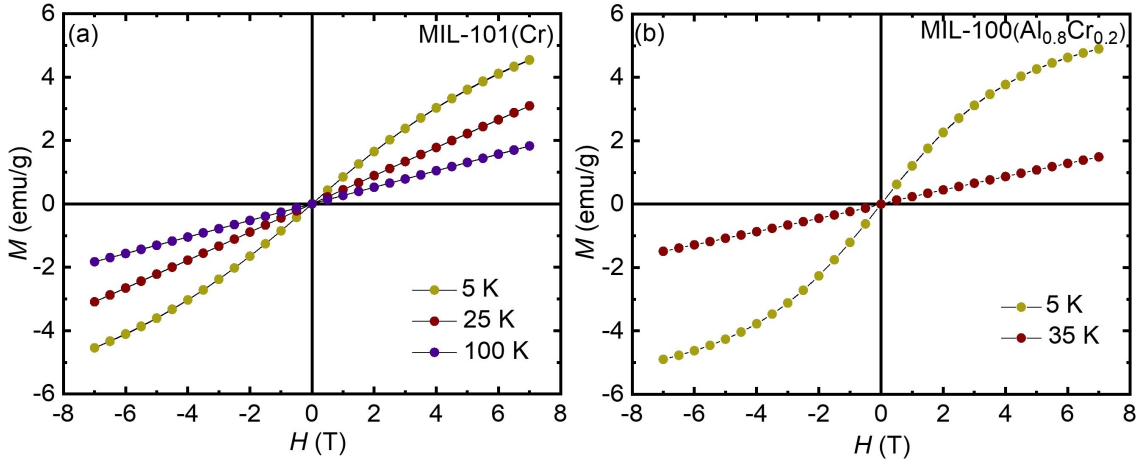 (a)
MIL-101(Cr)
6
4
2
0
-2
-4
-6
M (emu/g)
5 K
25 K
100 K
-8 -6 -4 -2 0 2 4 6 8
H (T)
(b)
MIL-100(Al0.8Cr0.2)
6
4
2
0
-2
-4
-6
M (emu/g)
5 K
35 K
-8 -6 -4 -2 0 2 4 6 8
H (T)